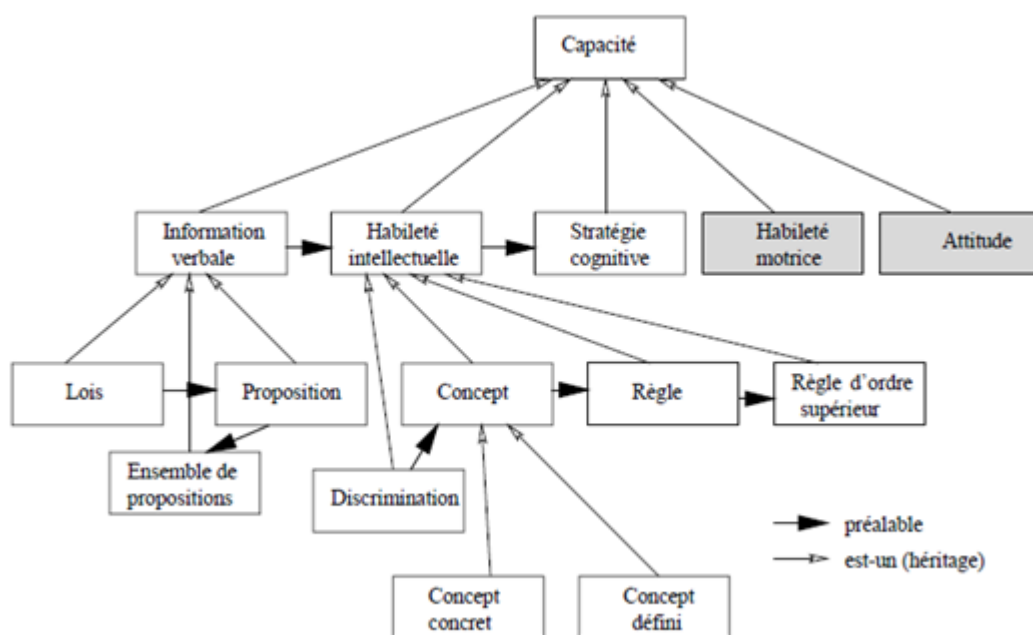 Capacité
Information
verbale
Habileté
intellectuelle
Stratégie
cognitive
Habileté
motrice
Attitude
Lois
Proposition
Concept
Règle
Règle d'ordre
supérieur
Ensemble de
propositions
Discrimination
préalable
est-un (héritage)
Concept
concret
Concept
défini